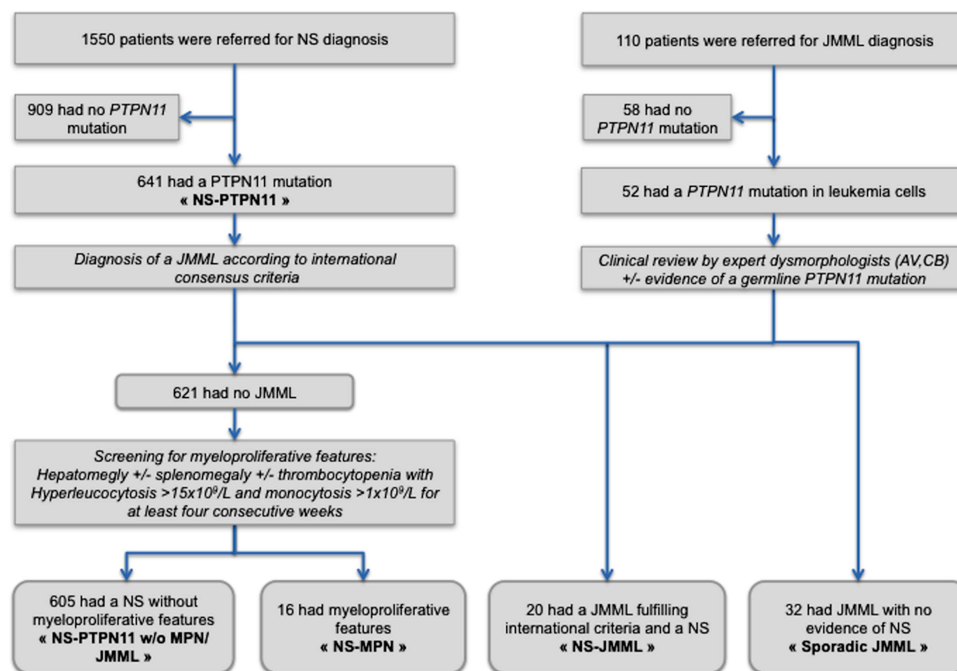 1550 patients were referred for NS diagnosis
110 patients were referred for JMML diagnosis
909 had no PTPN11
mutation
58 had no
PTPN11 mutation
641 had a PTPN11 mutation
« NS-PTPN11 »
52 had a PTPN11 mutation in leukemia cells
Diagnosis of a JMML according to international
consensus criteria
Clinical review by expert dysmorphologists (AV,CB)
+/- evidence of a germline PTPN11 mutation
621 had no JMML
Screening for myeloproliferative features:
Hepatomegly +/- splenomegaly +/- thrombocytopenia with
Hyperleucocytosis >15x10⁹/L and monocytosis >1x10⁹/L for
at least four consecutive weeks
605 had a NS without
myeloproliferative features
« NS-PTPN11 w/o MPN/
JMML »
16 had myeloproliferative
features
« NS-MPN »
20 had a JMML fulfilling
international criteria and a NS
« NS-JMML »
32 had JMML with no
evidence of NS
« Sporadic JMML »